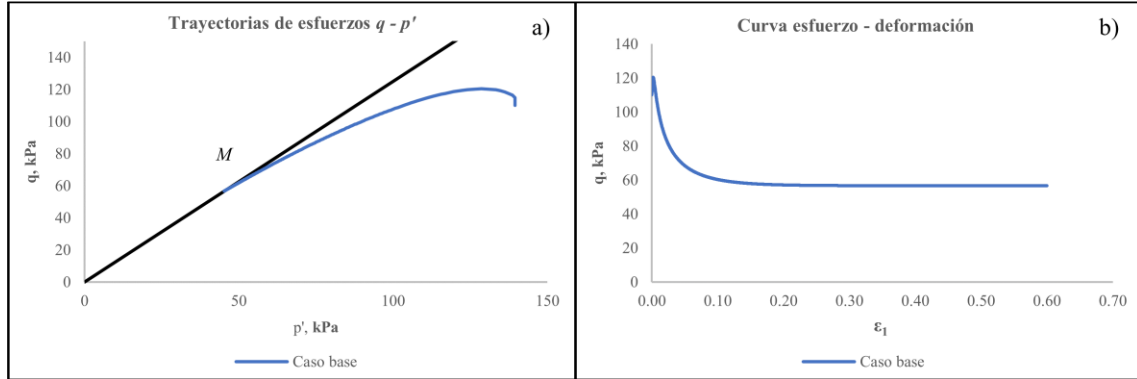 Trayectorias de esfuerzos q - p'
a)
140
120
100
80
60
40
20
0
q, kPa
M
0
50
100
150
p', kPa
Caso base
Curva esfuerzo - deformación
b)
140
120
100
80
60
40
20
0
q, kPa
0.00
0.10
0.20
0.30
0.40
0.50
0.60
0.70
ε1
Caso base